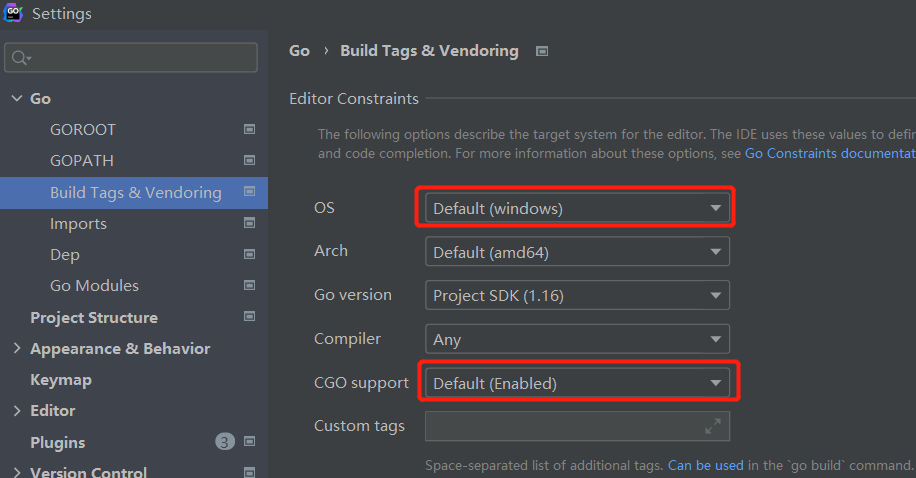 GO
Settings
Go › Build Tags & Vendoring
Editor Constraints
The following options describe the target system for the editor. The IDE uses these values to defin
and code completion. For more information about these options, see Go Constraints documentat
Go
GOROOT
GOPATH
Build Tags & Vendoring
Imports
Dep
Go Modules
Project Structure
Appearance & Behavior
Keymap
Editor
Plugins 3
Version Control
OS Default (windows)
Arch Default (amd64)
Go version Project SDK (1.16)
Compiler Any
CGO support Default (Enabled)
Custom tags
Space-separated list of additional tags. Can be used in the `go build` command.